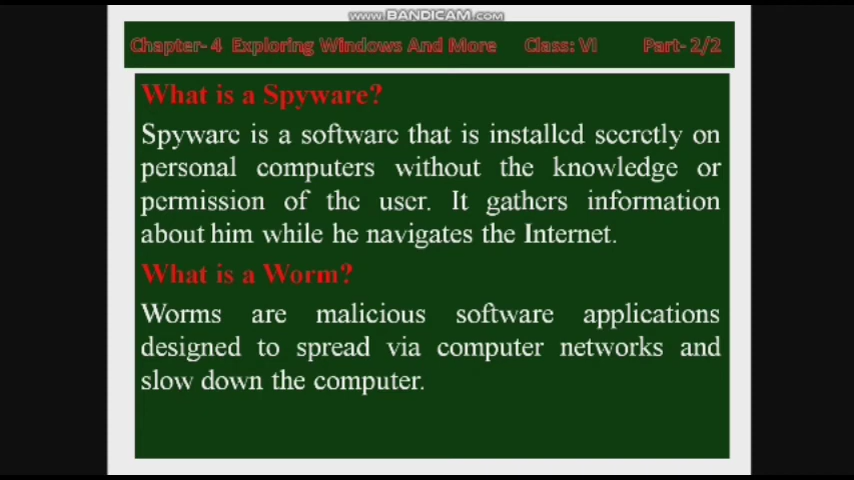 www.BANDICAM.com
Chapter- 4 Exploring Windows And More Class: VI Part- 2/2
What is a Spyware?
Spyware is a software that is installed secretly on
personal computers without the knowledge or
permission of the user. It gathers information
about him while he navigates the Internet.
What is a Worm?
Worms are malicious software applications
designed to spread via computer networks and
slow down the computer.